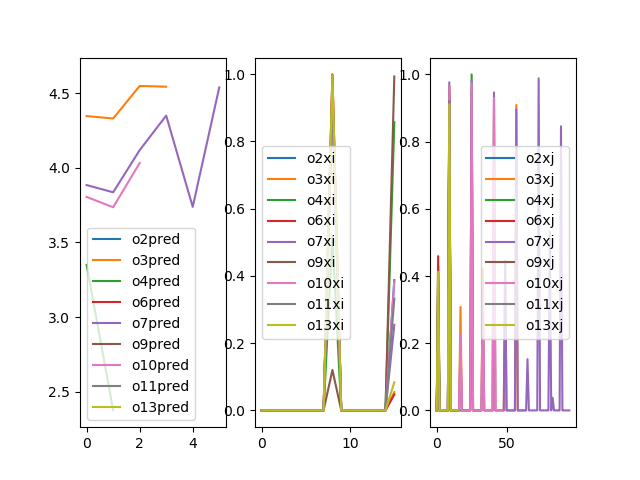 4.5
4.0
3.5
3.0
2.5
0
2
4
o2pred
o3pred
o4pred
o6pred
o7pred
o9pred
o10pred
o11pred
o13pred
1.0
0.8
0.6
0.4
0.2
0.0
0
10
o2xi
o3xi
o4xi
o6xi
o7xi
o9xi
o10xi
o11xi
o13xi
1.0
0.8
0.6
0.4
0.2
0.0
0
50
o2xj
o3xj
o4xj
o6xj
o7xj
o9xj
o10xj
o11xj
o13xj